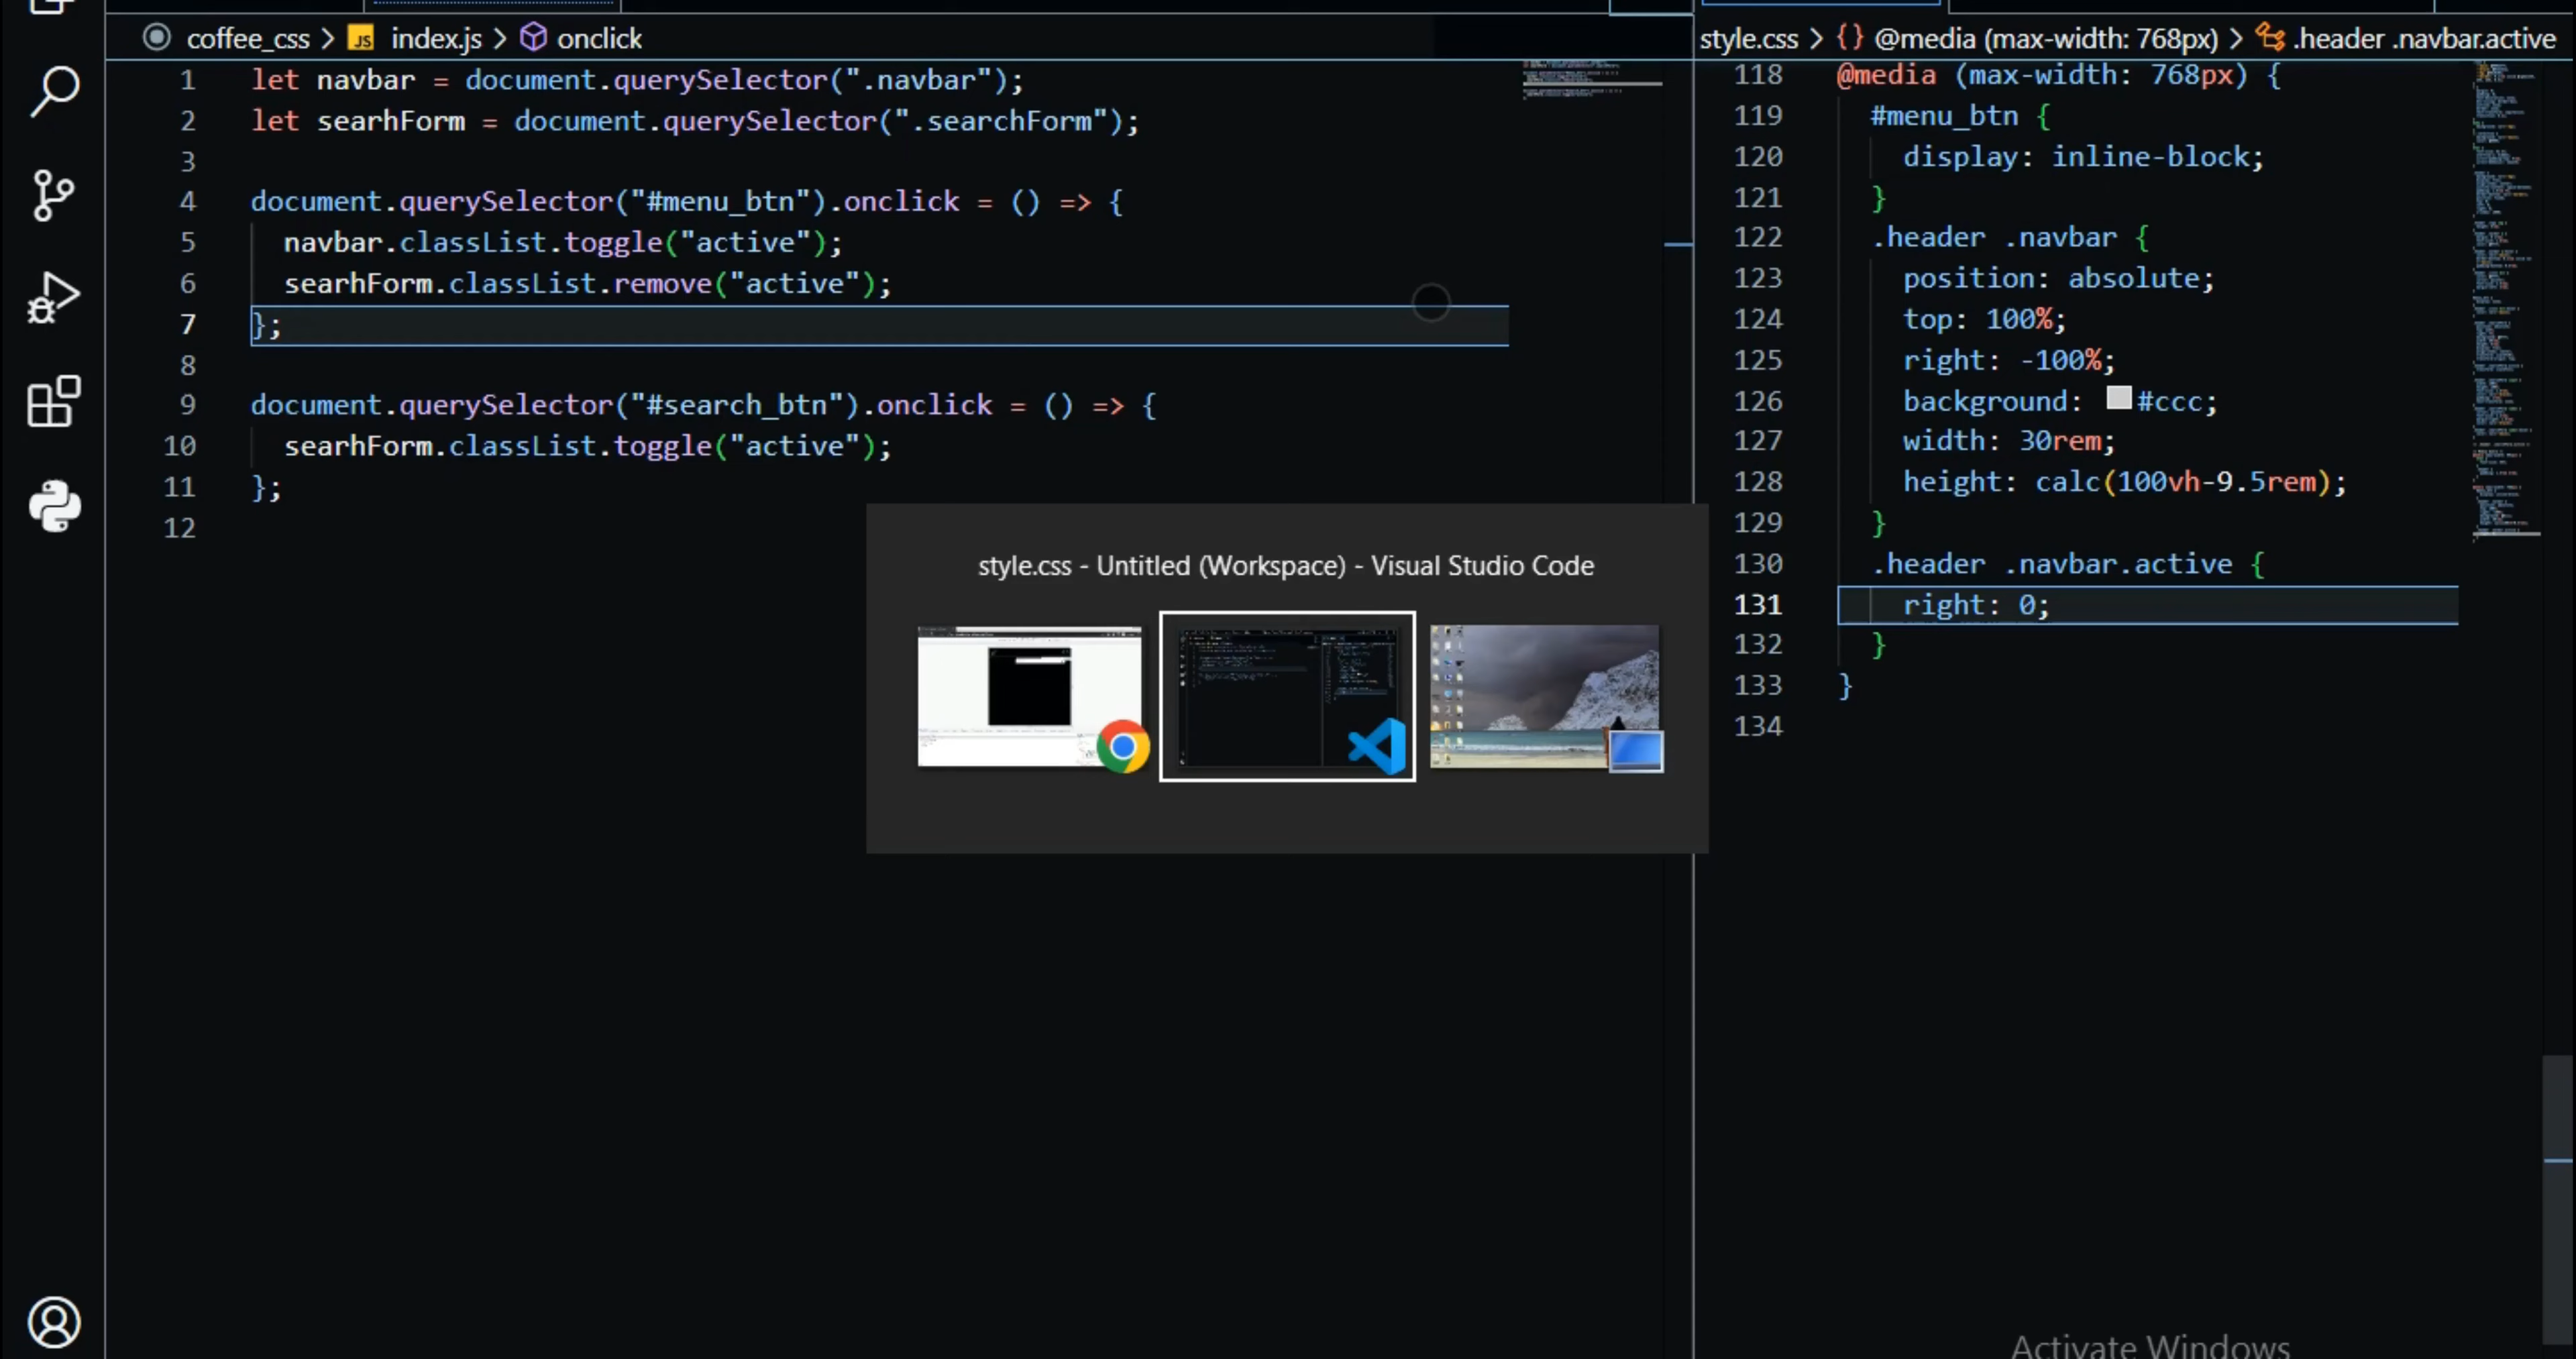 coffee_css > JS index.js > onclick
1 let navbar = document.querySelector(".navbar");
2 let searhForm = document.querySelector(".searchForm");
3
4 document.querySelector("#menu_btn").onclick = () => {
5 navbar.classList.toggle("active");
6 searhForm.classList.remove("active");
7 };
8
9 document.querySelector("#search_btn").onclick = () => {
10 searhForm.classList.toggle("active");
11 };
12
style.css > {} @media (max-width: 768px) > .header .navbar.active
118 @media (max-width: 768px) {
119 #menu_btn {
120 display: inline-block;
121 }
122 .header .navbar {
123 position: absolute;
124 top: 100%;
125 right: -100%;
126 background: #ccc;
127 width: 30rem;
128 height: calc(100vh-9.5rem);
129 }
130 .header .navbar.active {
131 right: 0;
132 }
133 }
134
style.css - Untitled (Workspace) - Visual Studio Code
Activate Windows